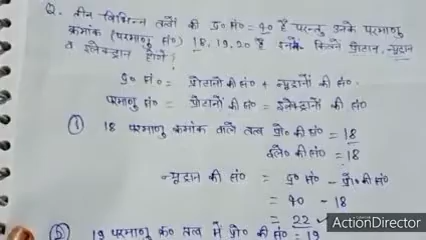 Q. तीन विभिन्न तत्वों की द्र० सं० = 40 है परन्तु उनके परमाणु
क्रमांक (परमाणु सं०) 18, 19, 20 है इनमें कितने प्रोटान, न्यूट्रान
व इलेक्ट्रान होंगे।
द्र० सं० = प्रोटानों की सं० + न्यूट्रानों की सं०
परमाणु सं० = प्रोटानों की सं० = इलेक्ट्रानों की सं०
① 18 परमाणु क्रमांक वाले तत्व प्रो० की सं० = 18
इले० की सं० = 18
न्यूट्रान की सं० = द्र० सं० - प्रो० की सं०
= 40 - 18
= 22
19 परमाणु क्र० तत्व में प्रो० की सं० = 19
ActionDirector